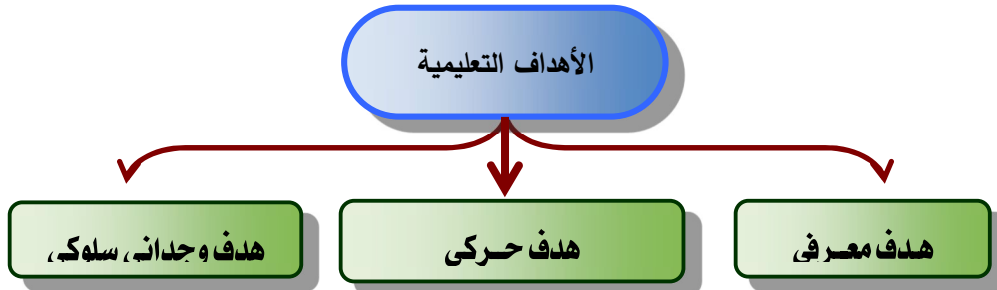 الأهداف التعليمية
هدف معرفي
هدف حركي
هدف وجداني سلوكي